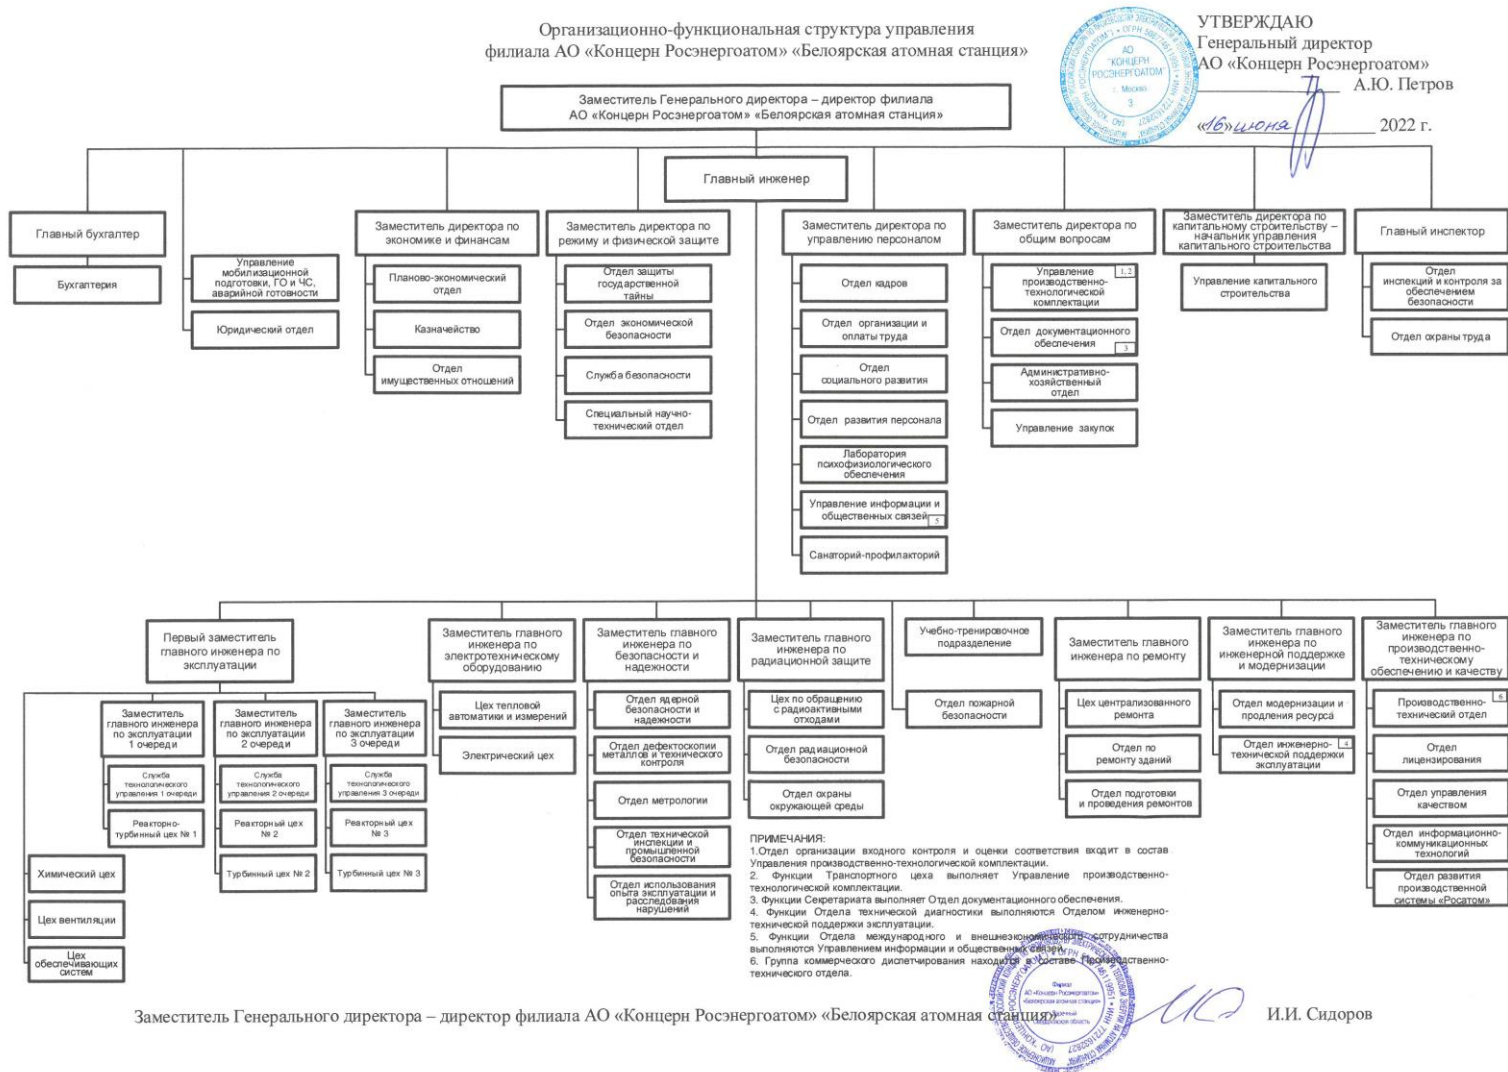 Организационно-функциональная структура управления
филиала АО «Концерн Росэнергоатом» «Белоярская атомная станция»
УТВЕРЖДАЮ
Генеральный директор
АО «Концерн Росэнергоатом»
А.Ю. Петров
«16» июня 2022 г.
АО
"КОНЦЕРН
РОСЭНЕРГОАТОМ"
г. Москва
3
Заместитель Генерального директора – директор филиала
АО «Концерн Росэнергоатом» «Белоярская атомная станция»
Главный инженер
Главный бухгалтер
Бухгалтерия
Управление
мобилизационной
подготовки, ГО и ЧС,
аварийной готовности
Юридический отдел
Заместитель директора по
экономике и финансам
Планово-экономический
отдел
Казначейство
Отдел
имущественных отношений
Заместитель директора по
режиму и физической защите
Отдел защиты
государственной
тайны
Отдел экономической
безопасности
Служба безопасности
Специальный научно-
технический отдел
Заместитель директора по
управлению персоналом
Отдел кадров
Отдел организации и
оплаты труда
Отдел
социального развития
Отдел развития персонала
Лаборатория
психофизиологического
обеспечения
Управление информации и
общественных связей
5
Санаторий-профилакторий
Заместитель директора по
общим вопросам
Управление
1, 2
производственно-
технологической
комплектации
Отдел документационного
обеспечения
3
Административно-
хозяйственный
отдел
Управление закупок
Заместитель директора по
капитальному строительству –
начальник управления
капитального строительства
Управление капитального
строительства
Главный инспектор
Отдел
инспекций и контроля за
обеспечением
безопасности
Отдел охраны труда
Первый заместитель
главного инженера по
эксплуатации
Заместитель
главного инженера
по эксплуатации
1 очереди
Служба
технологического
управления 1 очереди
Реакторно-
турбинный цех № 1
Заместитель
главного инженера
по эксплуатации
2 очереди
Служба
технологического
управления 2 очереди
Реакторный цех
№ 2
Турбинный цех № 2
Заместитель
главного инженера
по эксплуатации
3 очереди
Служба
технологического
управления 3 очереди
Реакторный цех
№ 3
Турбинный цех № 3
Химический цех
Цех вентиляции
Цех
обеспечивающих
систем
Заместитель главного
инженера по
электротехническому
оборудованию
Цех тепловой
автоматики и измерений
Электрический цех
Заместитель главного
инженера по
безопасности и
надежности
Отдел ядерной
безопасности и
надежности
Отдел дефектоскопии
металлов и технического
контроля
Отдел метрологии
Отдел технической
инспекции и
промышленной
безопасности
Отдел использования
опыта эксплуатации и
расследования
нарушений
Заместитель главного
инженера по
радиационной защите
Цех по обращению
с радиоактивными
отходами
Отдел радиационной
безопасности
Отдел охраны
окружающей среды
Учебно-тренировочное
подразделение
Отдел пожарной
безопасности
Заместитель главного
инженера по ремонту
Цех централизованного
ремонта
Отдел по
ремонту зданий
Отдел подготовки
и проведения ремонтов
Заместитель главного
инженера по
инженерной поддержке
и модернизации
Отдел модернизации и
продления ресурса
Отдел инженерно-
4
технической поддержки
эксплуатации
Заместитель главного
инженера по
производственно-
техническому
обеспечению и качеству
Производственно-
6
технический отдел
Отдел
лицензирования
Отдел управления
качеством
Отдел информационно-
коммуникационных
технологий
Отдел развития
производственной
системы «Росатом»
ПРИМЕЧАНИЯ:
1.Отдел организации входного контроля и оценки соответствия входит в состав
Управления производственно-технологической комплектации.
2. Функции Транспортного цеха выполняет Управление производственно-
технологической комплектации.
3. Функции Секретариата выполняет Отдел документационного обеспечения.
4. Функции Отдела технической диагностики выполняются Отделом инженерно-
технической поддержки эксплуатации.
5. Функции Отдела международного и внешнеэкономического сотрудничества
выполняются Управлением информации и общественных связей.
6. Группа коммерческого диспетчирования находится в составе Производственно-
технического отдела.
Филиал
АО «Концерн Росэнергоатом»
«Белоярская атомная станция»
Заместитель Генерального директора – директор филиала АО «Концерн Росэнергоатом» «Белоярская атомная станция»
И.И. Сидоров